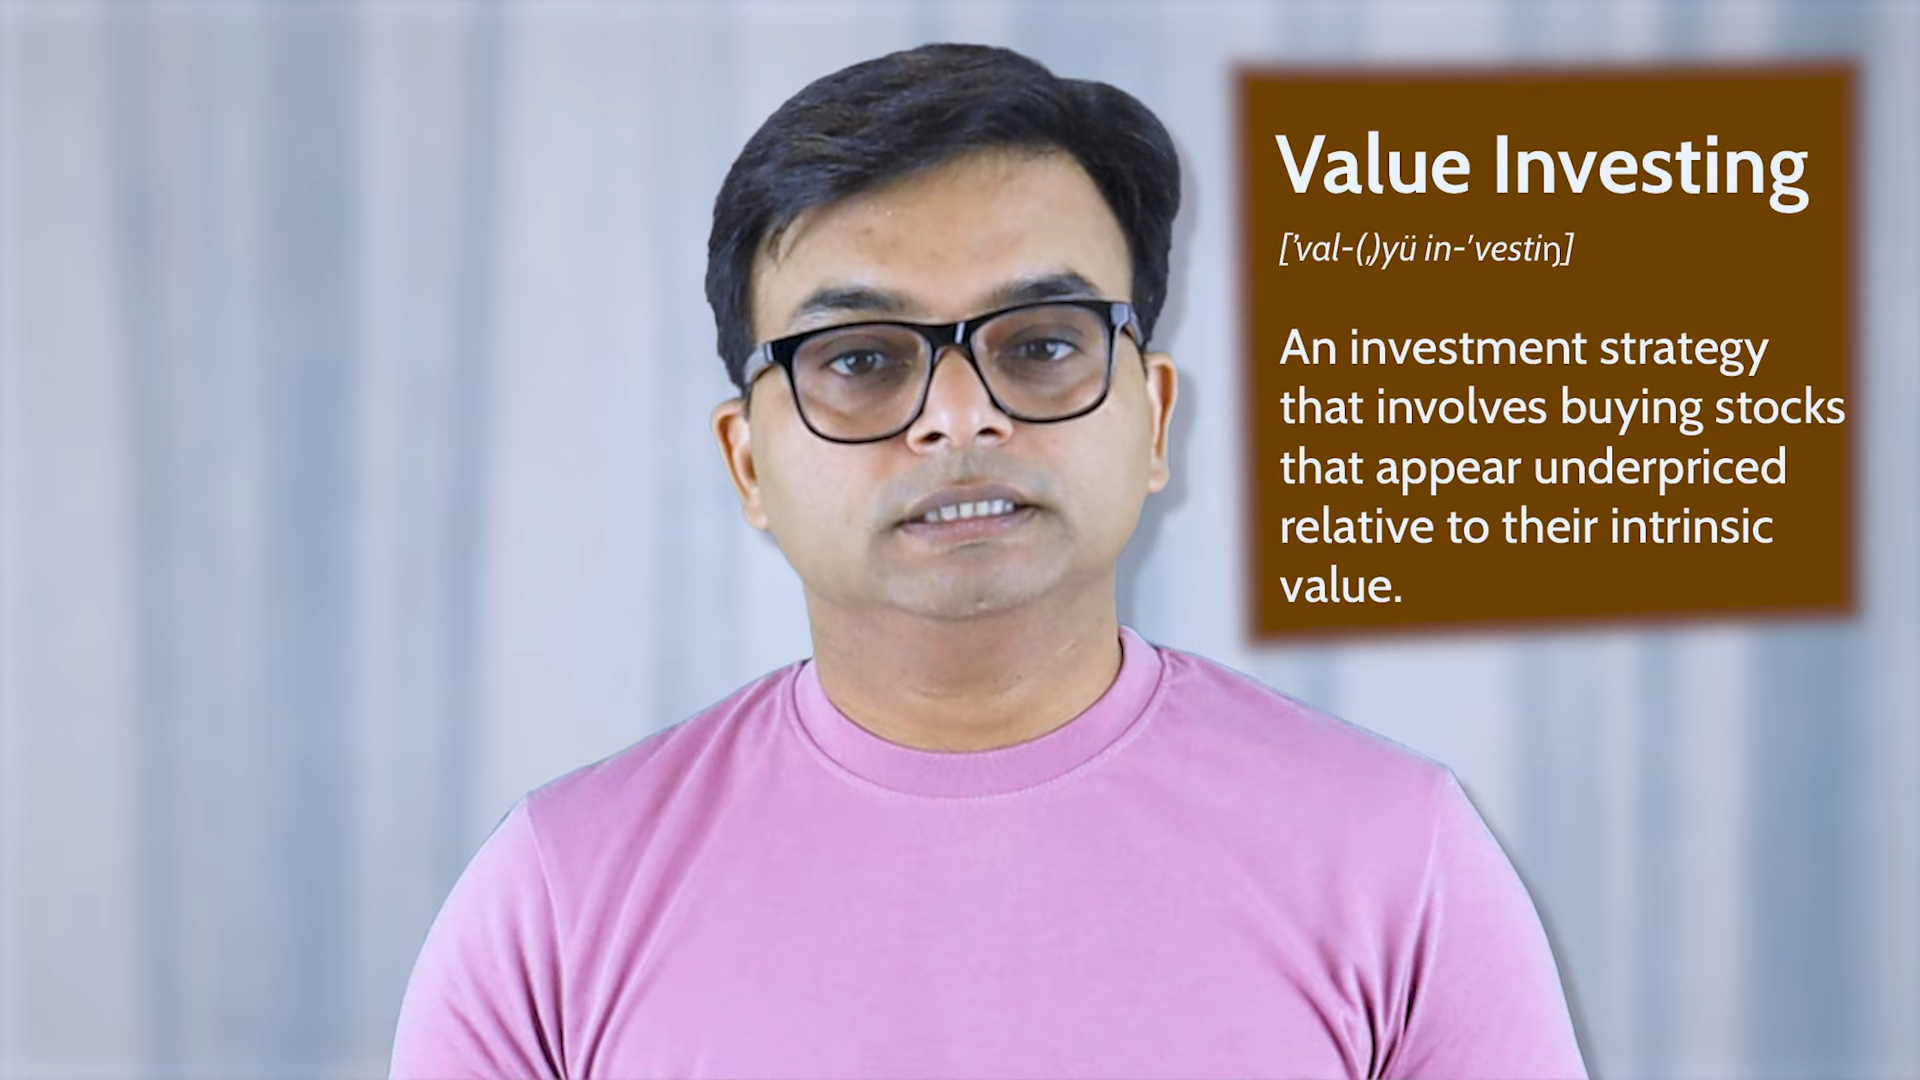 Value Investing
['val-(,)yü in-'vestiŋ]
An investment strategy
that involves buying stocks
that appear underpriced
relative to their intrinsic
value.